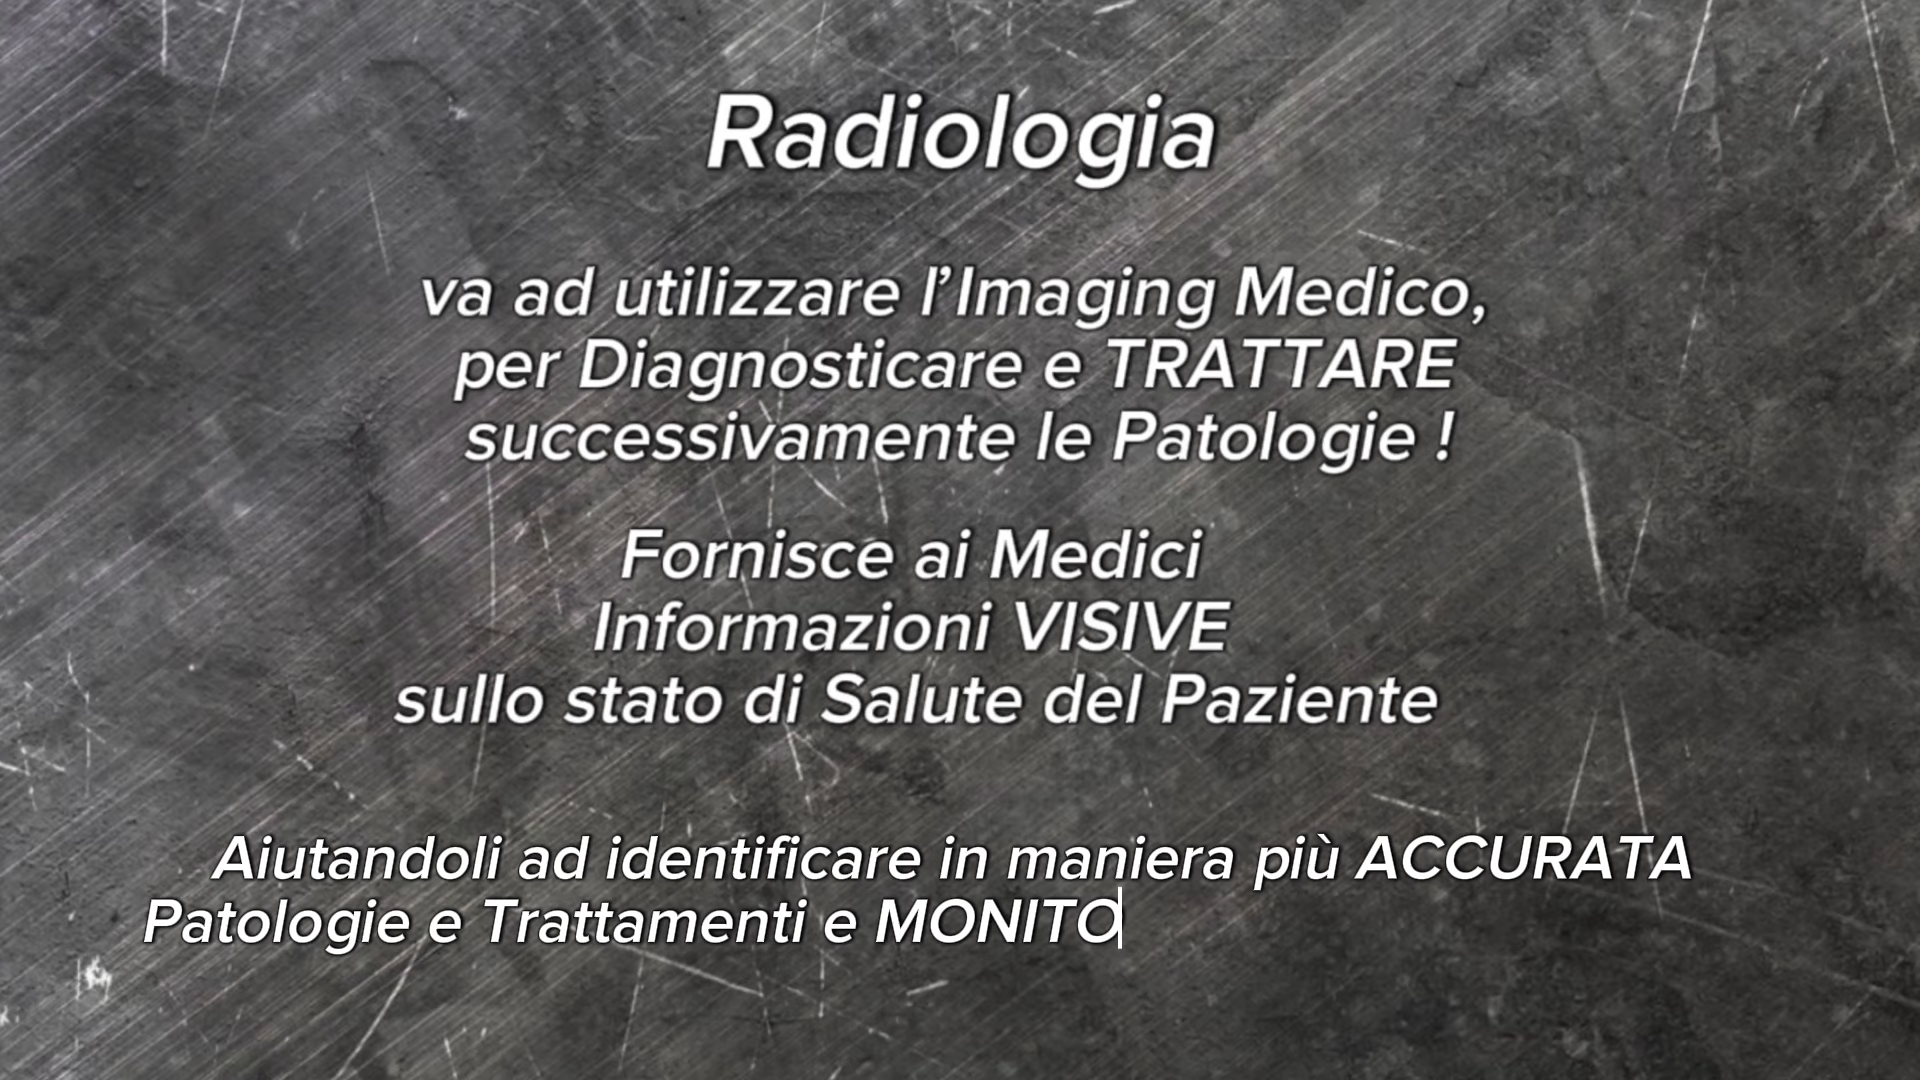 Radiologia
va ad utilizzare l’Imaging Medico,
per Diagnosticare e TRATTARE
successivamente le Patologie !
Fornisce ai Medici
Informazioni VISIVE
sullo stato di Salute del Paziente
Aiutandoli ad identificare in maniera più ACCURATA
Patologie e Trattamenti e MONITO